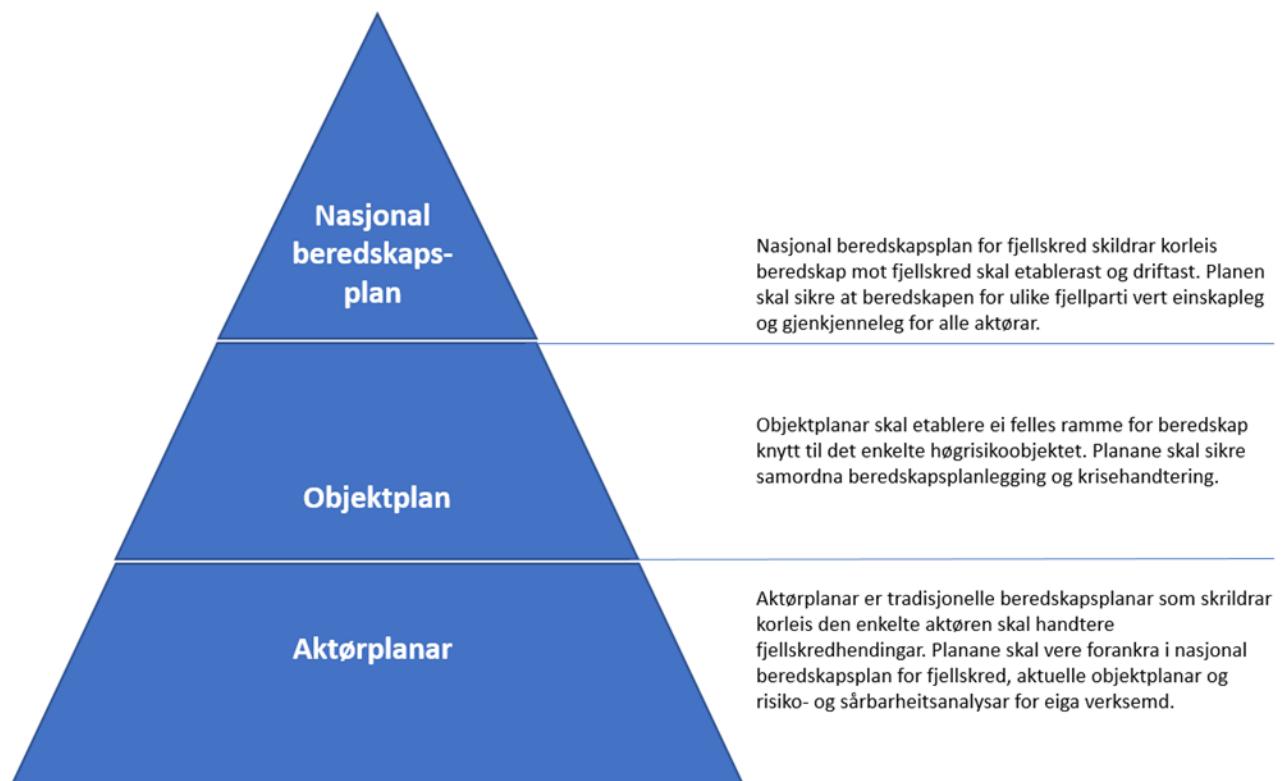 Nasjonal
beredskaps-
plan
Nasjonal beredskapsplan for fjellskred skildrar korleis
beredskap mot fjellskred skal etablerast og driftast. Planen
skal sikre at beredskapen for ulike fjellparti vert einskapleg
og gjenkjenneleg for alle aktørar.
Objektplan
Objektplanar skal etablere ei felles ramme for beredskap
knytt til det enkelte høgrisikoobjektet. Planane skal sikre
samordna beredskapsplanlegging og krisehandtering.
Aktørplanar
Aktørplanar er tradisjonelle beredskapsplanar som skrildrar
korleis den enkelte aktøren skal handtere
fjellskredhendingar. Planane skal vere forankra i nasjonal
beredskapsplan for fjellskred, aktuelle objektplanar og
risiko- og sårbarheitsanalysar for eiga verksemd.